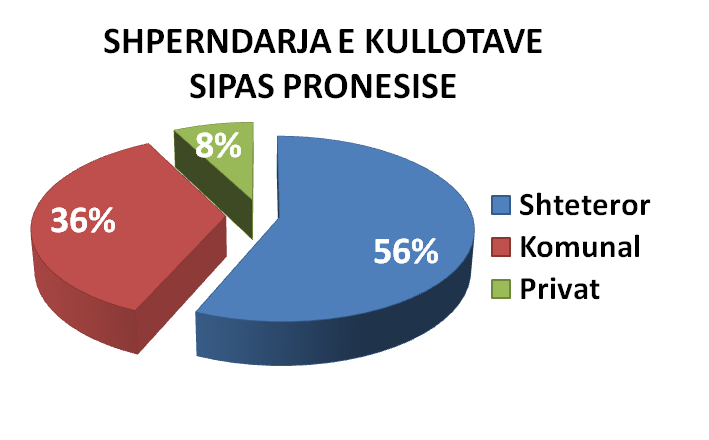 SHPERNDARJA E KULLOTAVE
SIPAS PRONESISE
8%
36%
56%
Shteteror
Komunal
Privat